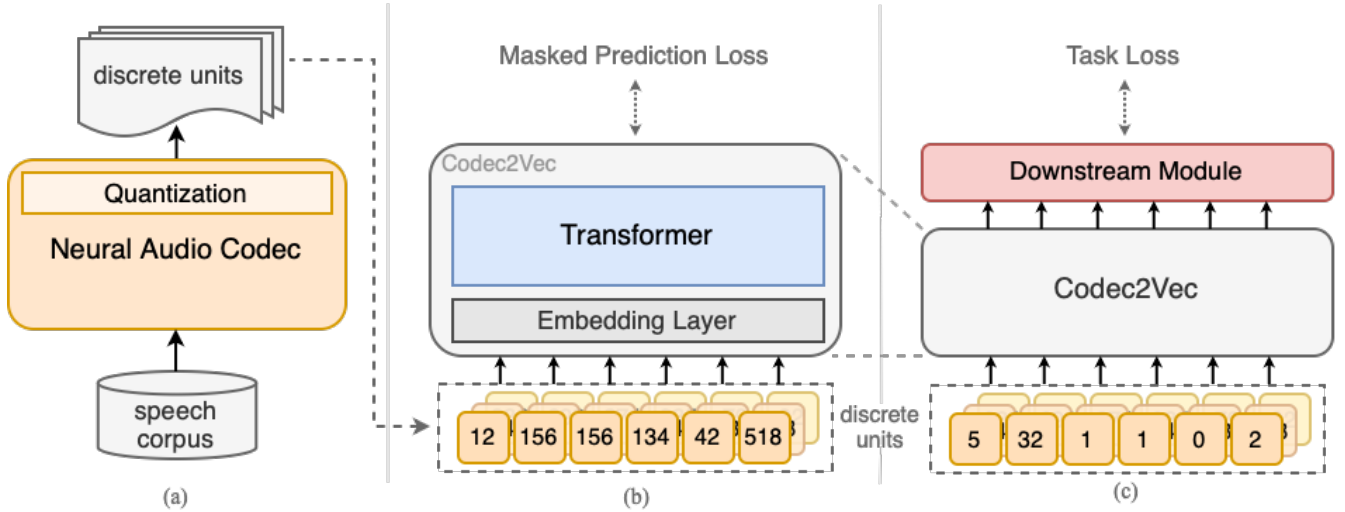 discrete units
Quantization
Neural Audio Codec
speech
corpus
(a)
Masked Prediction Loss
Codec2Vec
Transformer
Embedding Layer
12 156 156 134 42 518
(b)
discrete
units
Task Loss
Downstream Module
Codec2Vec
5 32 1 1 0 2
(c)